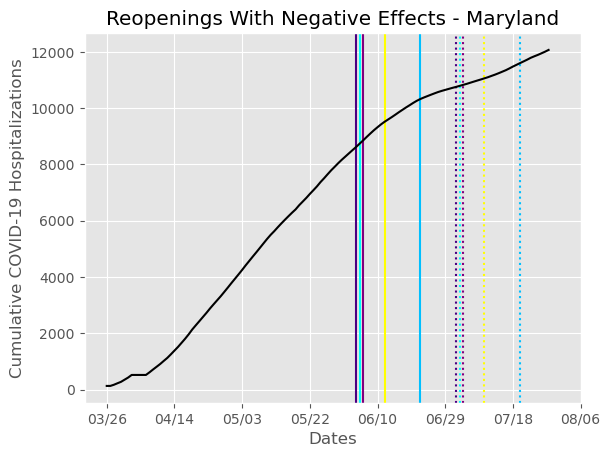 Reopenings With Negative Effects - Maryland
Cumulative COVID-19 Hospitalizations
12000
10000
8000
6000
4000
2000
0
03/26 04/14 05/03 05/22 06/10 06/29 07/18 08/06
Dates